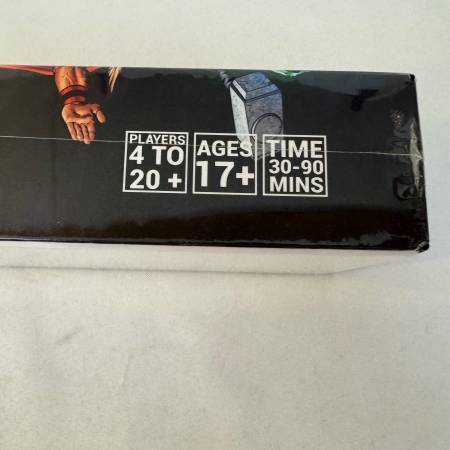 PLAYERS
4 TO
20 +
AGES
17+
TIME
30-90
MINS